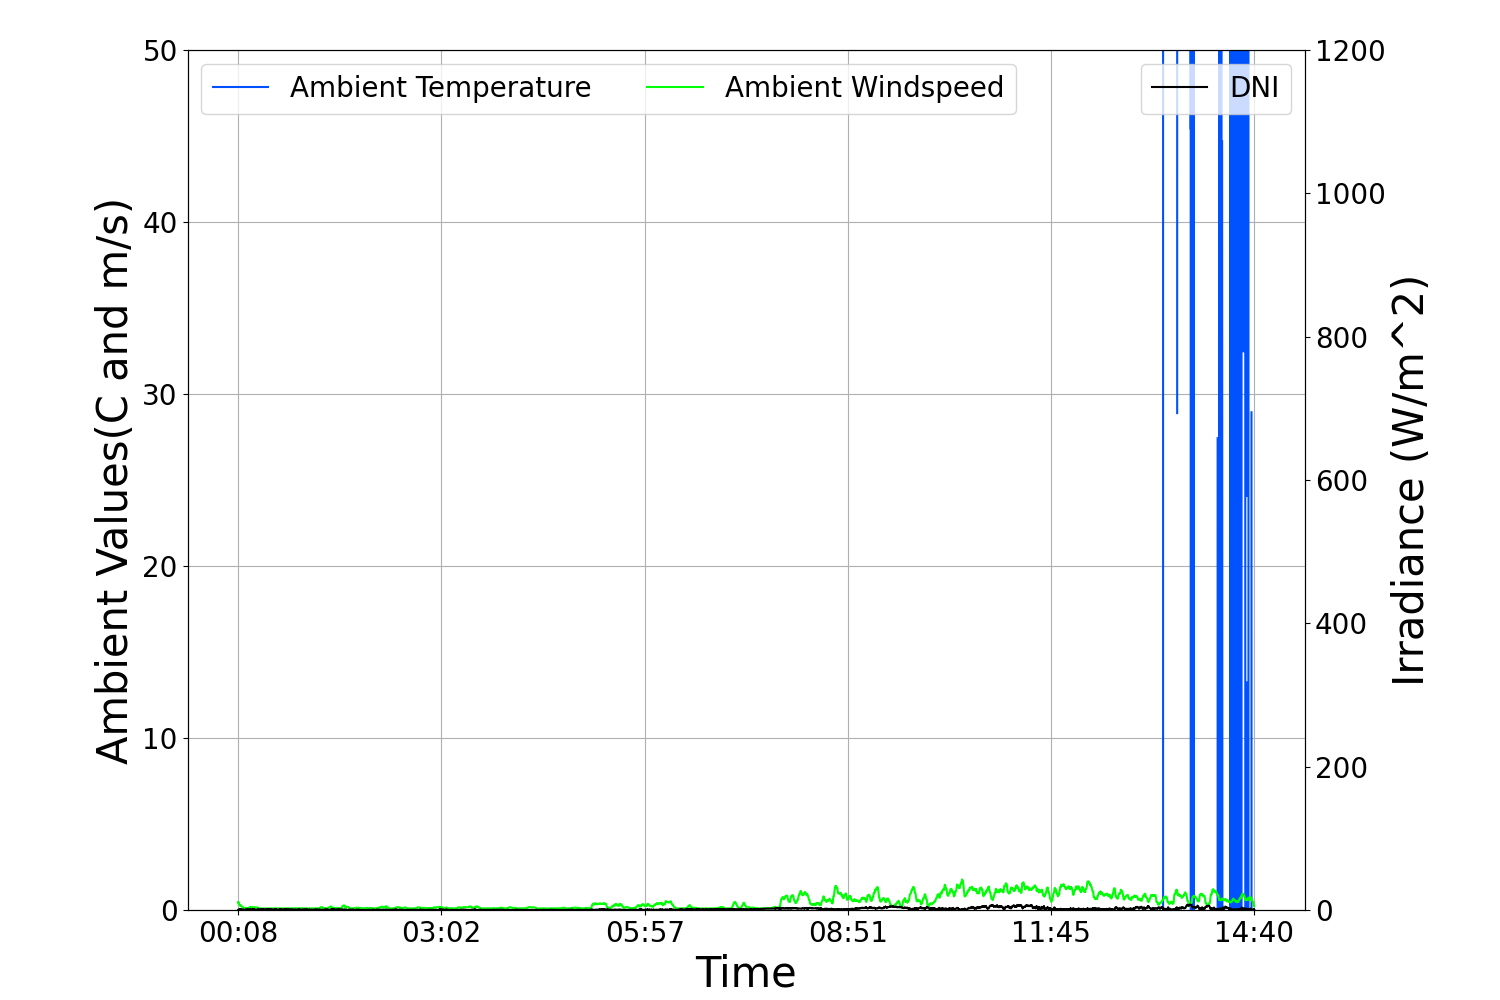 Ambient Temperature
Ambient Windspeed
DNI
Ambient Values(C and m/s)
50
40
30
20
10
0
1200
1000
800
600
400
200
0
Irradiance (W/m^2)
00:08 03:02 05:57 08:51 11:45 14:40
Time